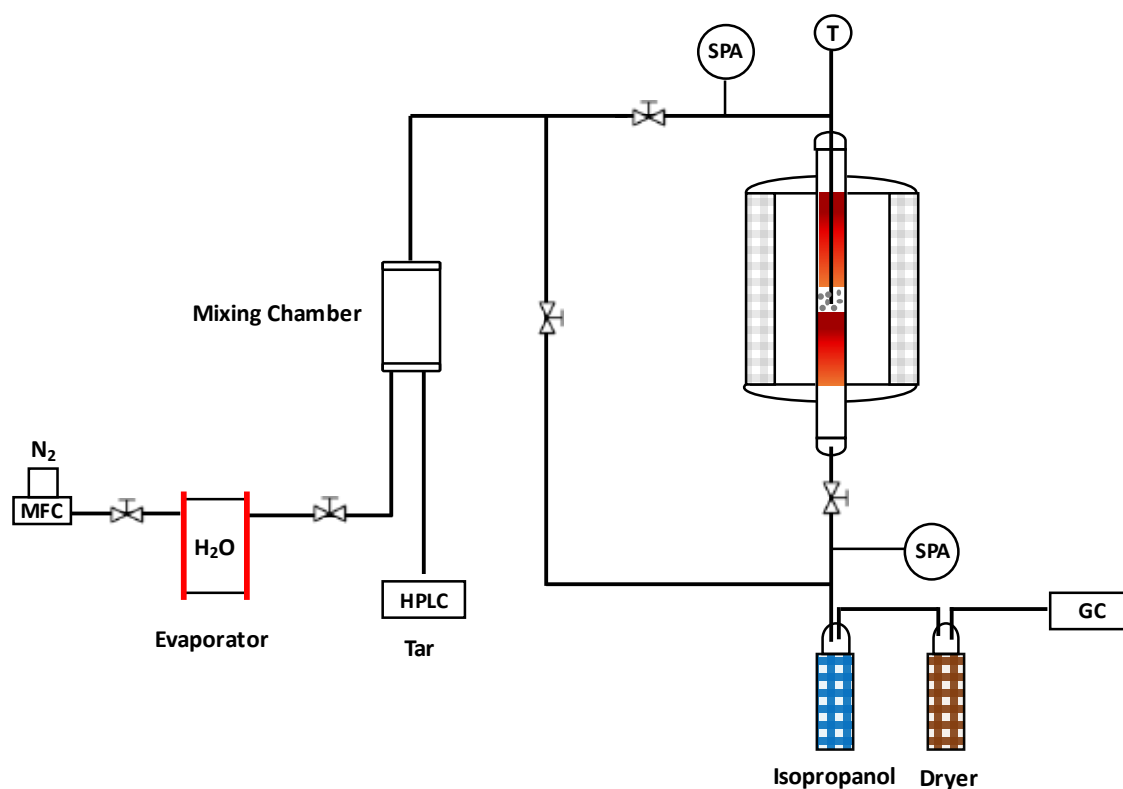 T
SPA
Mixing Chamber
N₂
MFC
H₂O
SPA
HPLC
GC
Evaporator
Tar
Isopropanol
Dryer